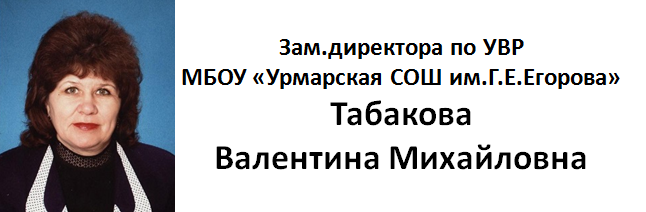 Зам.директора по УВР
МБОУ «Урмарская СОШ им.Г.Е.Егорова»
Табакова
Валентина Михайловна